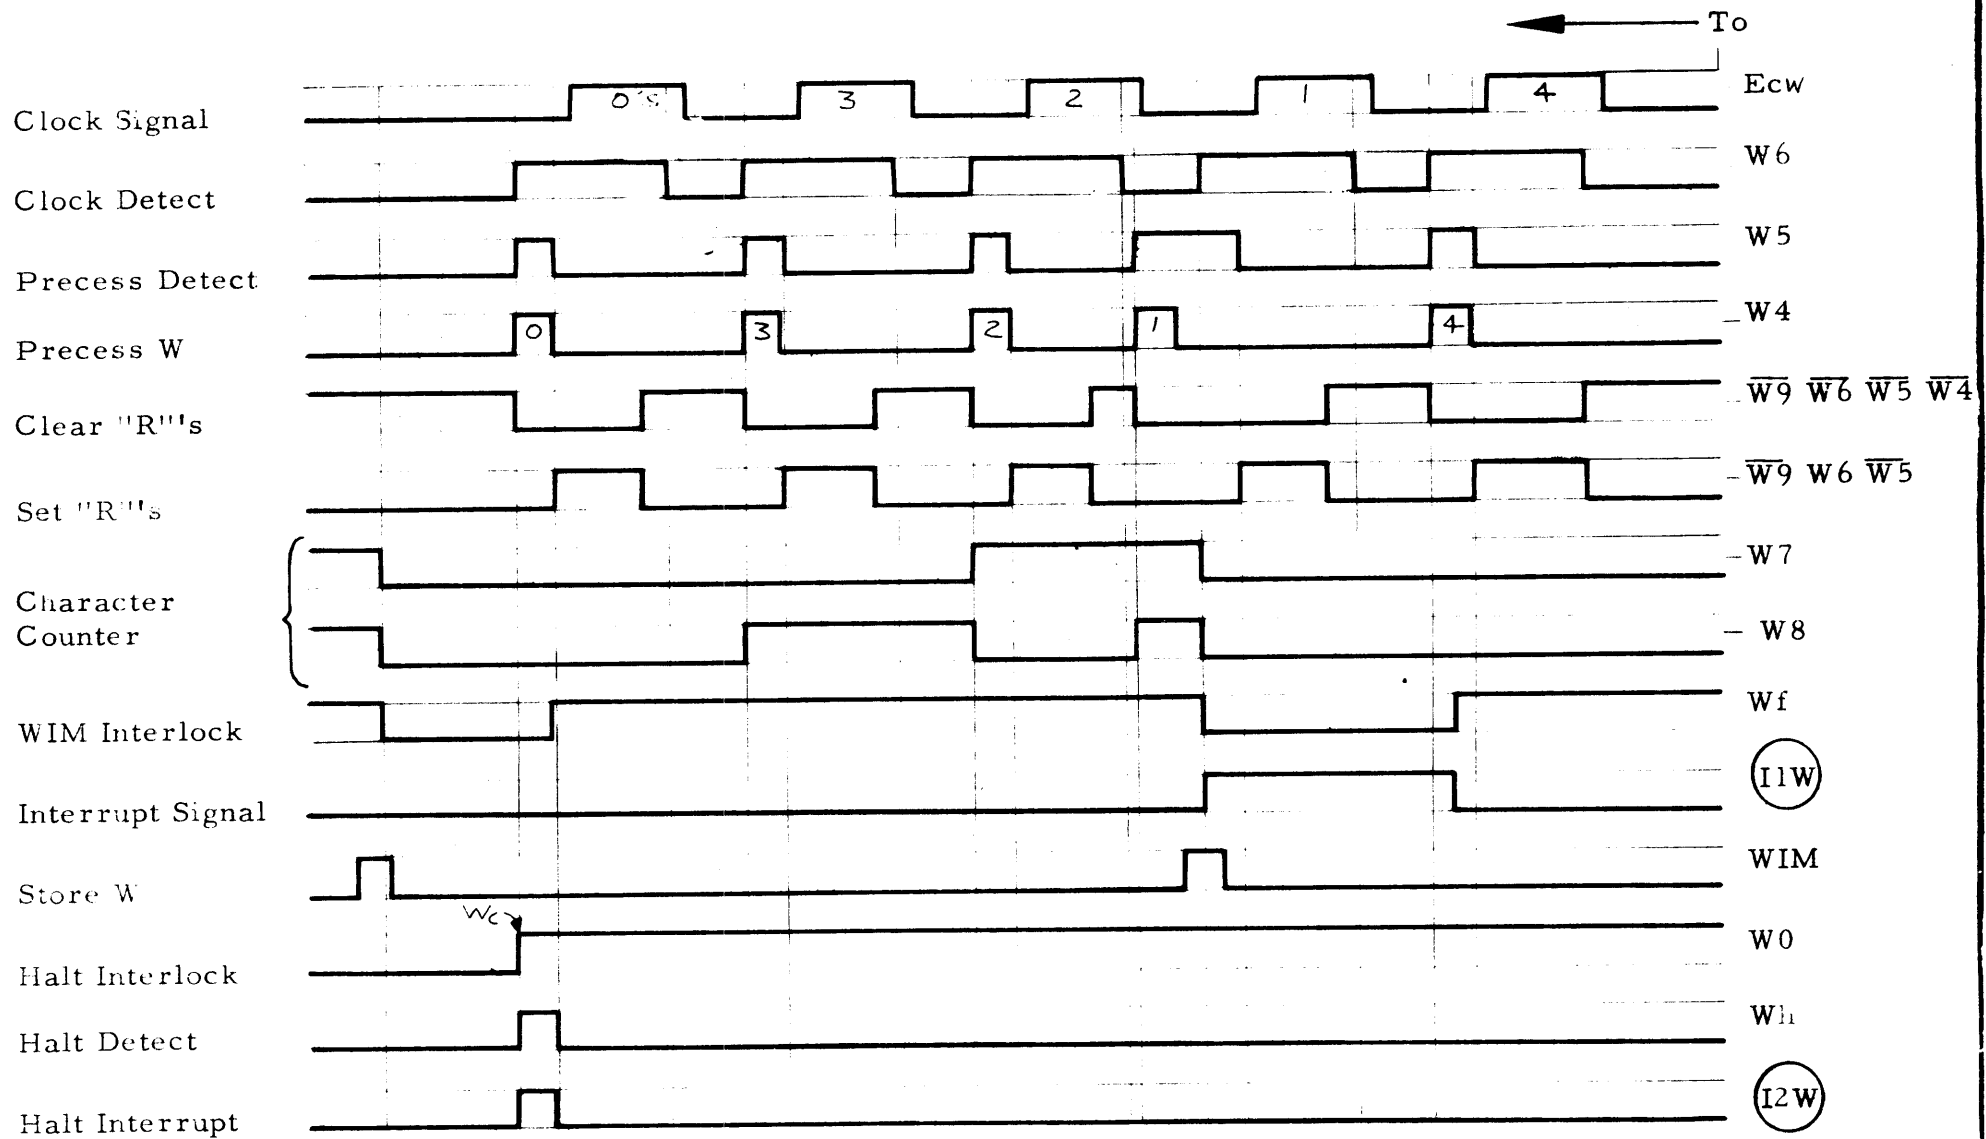 To
Clock Signal 0's 3 2 1 4 Ecw
Clock Detect W6
Precess Detect W5
Precess W 0 3 2 1 4 W4
Clear "R"'s W̅9̅ W̅6̅ W̅5̅ W̅4̅
Set "R"'s W̅9̅ W6 W̅5̅
Character
Counter
W7
W8
WIM Interlock Wf
Interrupt Signal I1W
Store W WIM
Wc
Halt Interlock W0
Halt Detect Wh
Halt Interrupt I2W